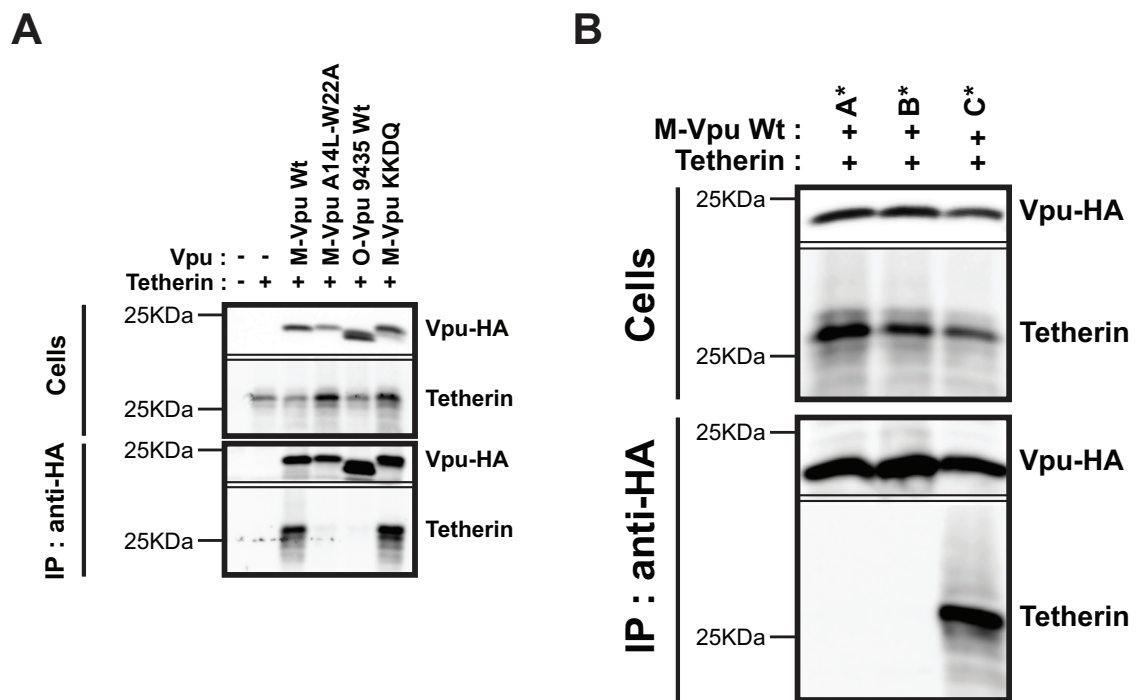 A
M-Vpu Wt
M-Vpu A14L-W22A
O-Vpu 9435 Wt
M-Vpu KKDQ
Vpu : - -
Tetherin : - + + + + +
Cells
25KDa
Vpu-HA
25KDa
Tetherin
IP : anti-HA
25KDa
Vpu-HA
25KDa
Tetherin
B
A*
B*
C*
M-Vpu Wt : + + +
Tetherin : + + +
Cells
25KDa
Vpu-HA
Tetherin
25KDa
IP : anti-HA
25KDa
Vpu-HA
Tetherin
25KDa